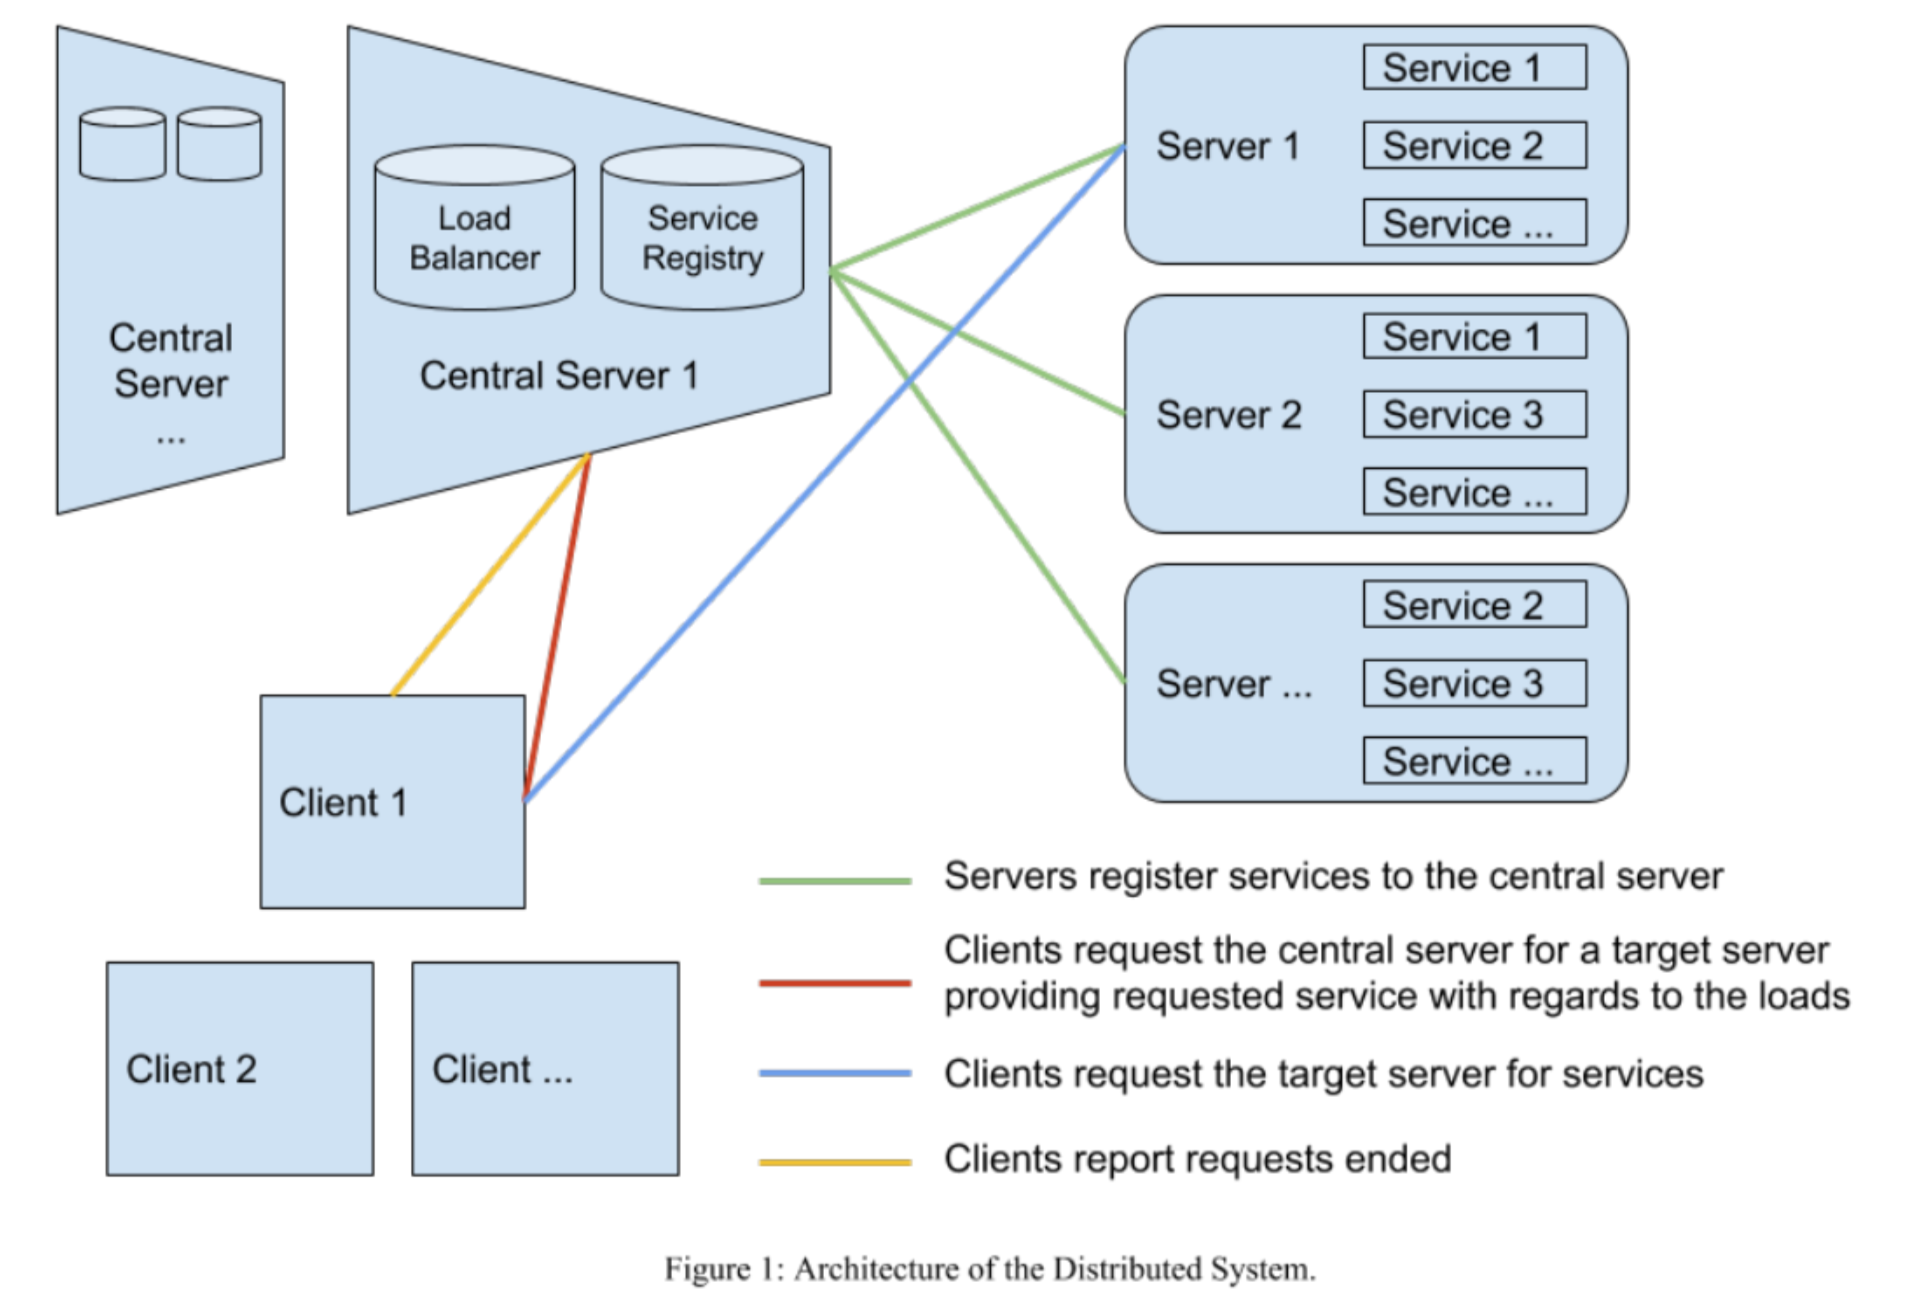 Central
Server
...
Load
Balancer
Service
Registry
Central Server 1
Server 1
Service 1
Service 2
Service ...
Server 2
Service 1
Service 3
Service ...
Server ...
Service 2
Service 3
Service ...
Client 1
Client 2
Client ...
Servers register services to the central server
Clients request the central server for a target server
providing requested service with regards to the loads
Clients request the target server for services
Clients report requests ended
Figure 1: Architecture of the Distributed System.